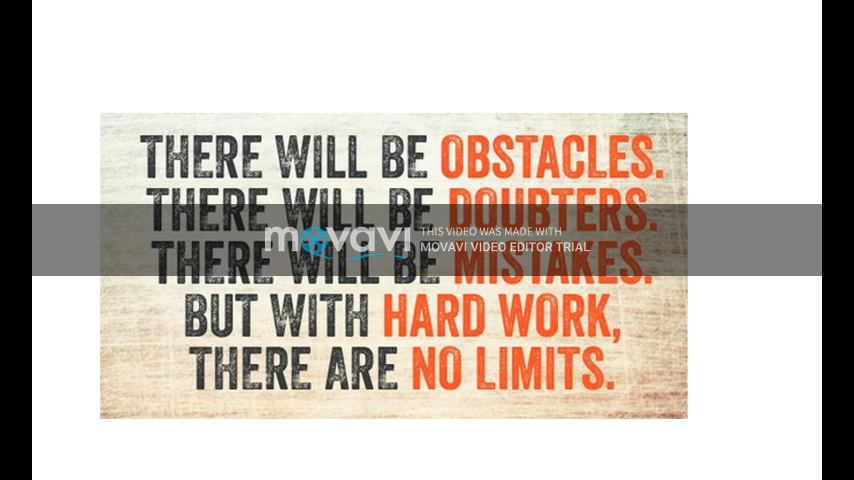 THERE WILL BE OBSTACLES.
THERE WILL BE DOUBTERS.
movavi
THIS VIDEO WAS MADE WITH
MOVAVI VIDEO EDITOR TRIAL
THERE WILL BE MISTAKES.
BUT WITH HARD WORK,
THERE ARE NO LIMITS.